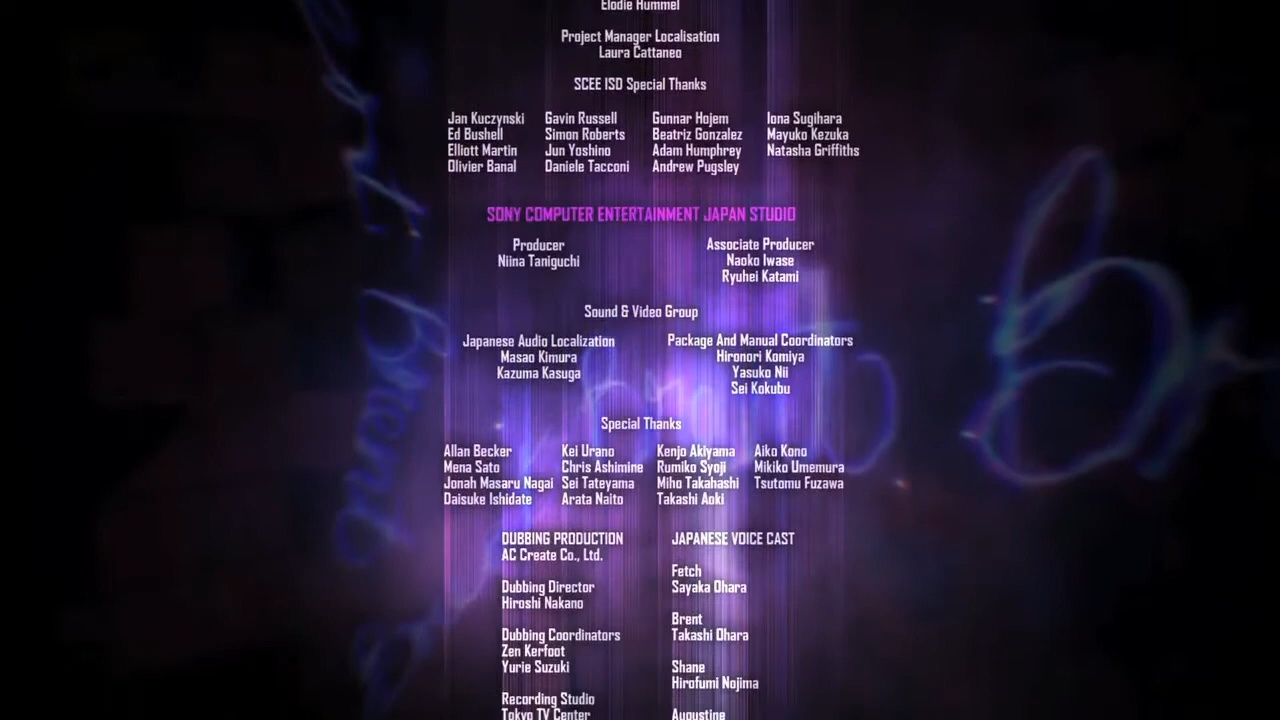 Elodie Hummel
Project Manager Localisation
Laura Cattaneo
SCEE ISD Special Thanks
Jan Kuczynski Gavin Russell Gunnar Hojem Iona Sugihara
Ed Bushell Simon Roberts Beatriz Gonzalez Mayuko Kezuka
Elliott Martin Jun Yoshino Adam Humphrey Natasha Griffiths
Olivier Banal Daniele Tacconi Andrew Pugsley
SONY COMPUTER ENTERTAINMENT JAPAN STUDIO
Producer
Niina Taniguchi
Associate Producer
Naoko Iwase
Ryuhei Katami
Sound & Video Group
Japanese Audio Localization
Masao Kimura
Kazuma Kasuga
Package And Manual Coordinators
Hironori Komiya
Yasuko Nii
Sei Kokubu
Special Thanks
Allan Becker Kei Urano Kenjo Akiyama Aiko Kono
Mena Sato Chris Ashimine Rumiko Syoji Mikiko Umemura
Jonah Masaru Nagai Sei Tateyama Miho Takahashi Tsutomu Fuzawa
Daisuke Ishidate Arata Naito Takashi Aoki
DUBBING PRODUCTION
AC Create Co., Ltd.
Dubbing Director
Hiroshi Nakano
Dubbing Coordinators
Zen Kerfoot
Yurie Suzuki
Recording Studio
Tokyo TV Center
JAPANESE VOICE CAST
Fetch
Sayaka Ohara
Brent
Takashi Ohara
Shane
Hirofumi Nojima
Augustine